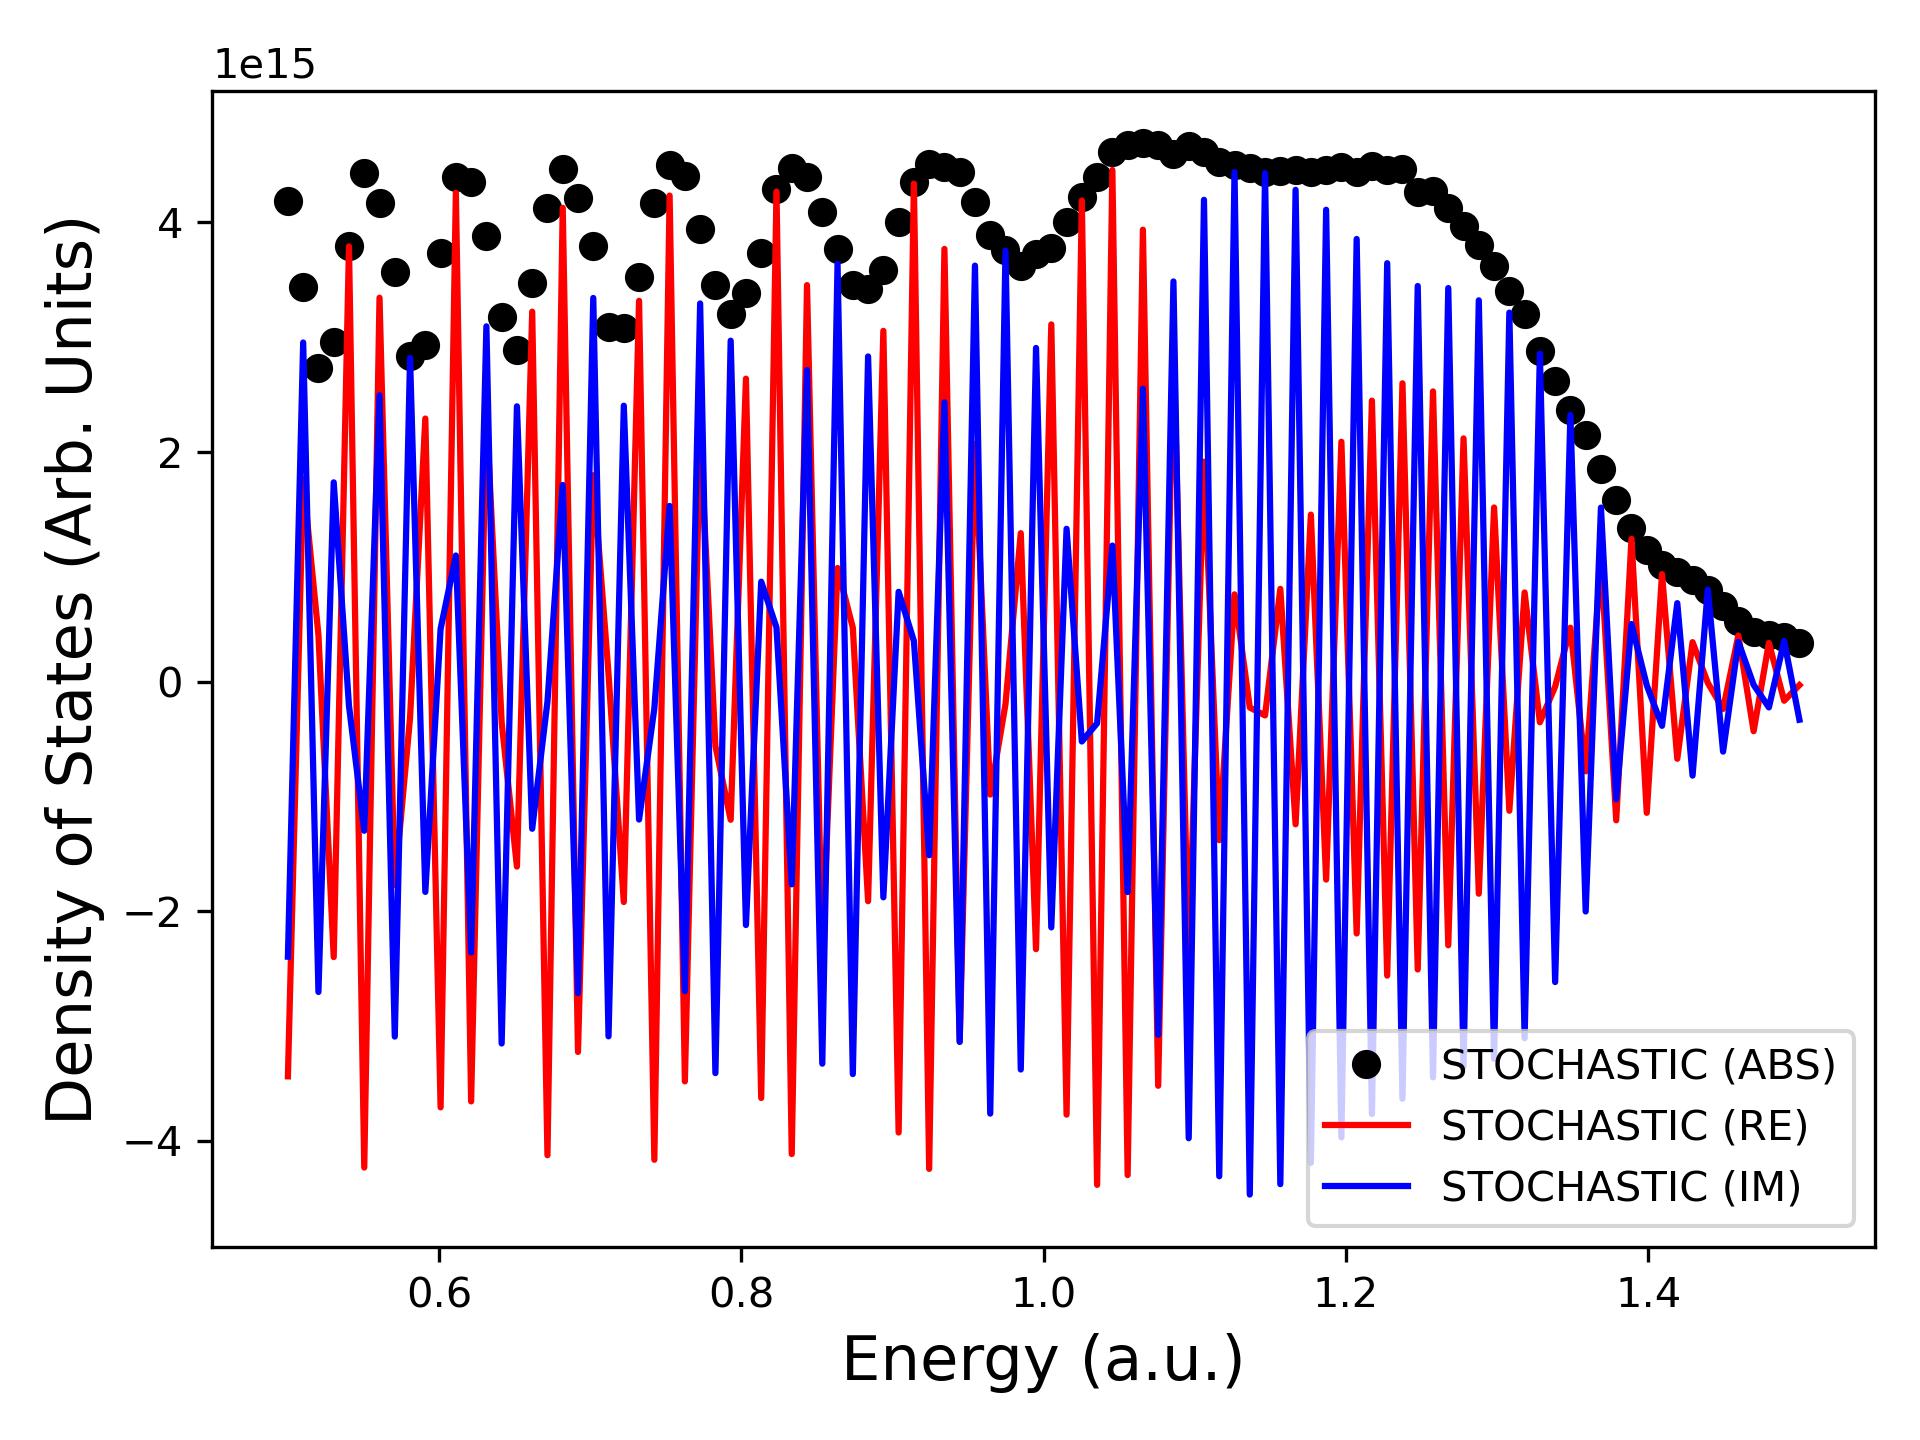 1e15
Density of States (Arb. Units)
4
2
0
−2
−4
STOCHASTIC (ABS)
STOCHASTIC (RE)
STOCHASTIC (IM)
0.6 0.8 1.0 1.2 1.4
Energy (a.u.)